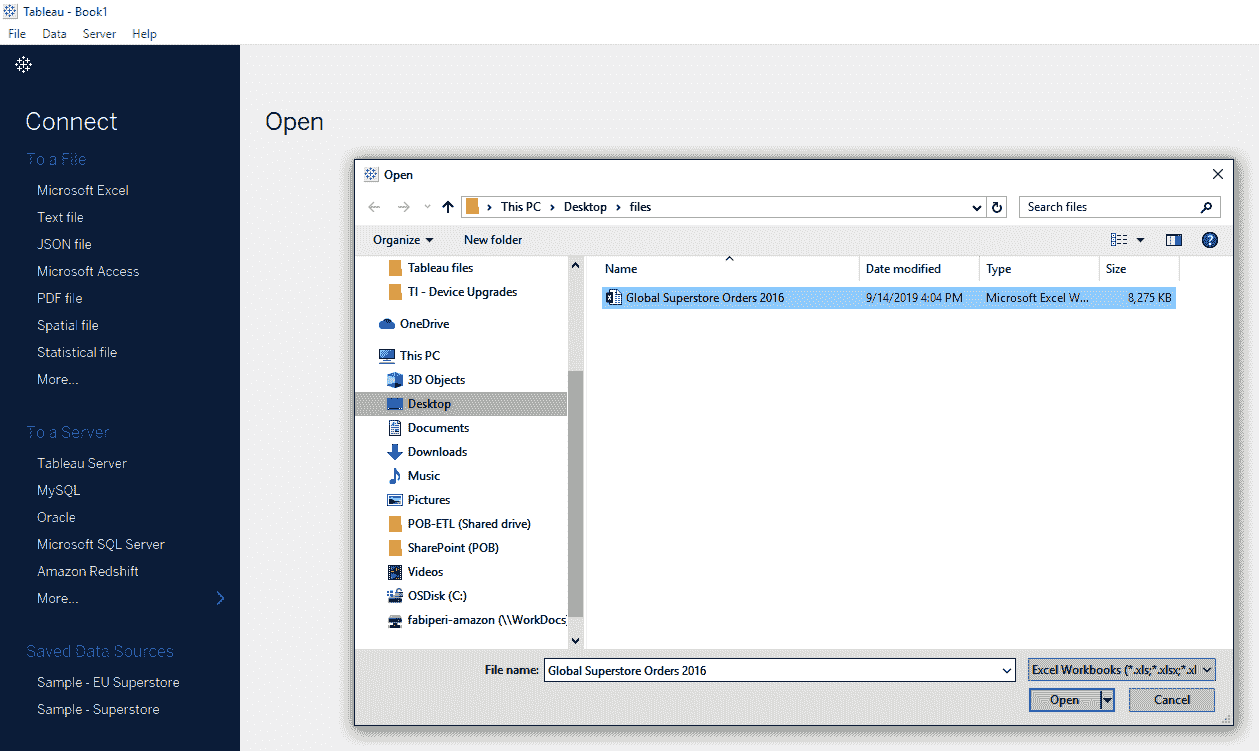 Tableau - Book1
File Data Server Help
Connect
To a File
Microsoft Excel
Text file
JSON file
Microsoft Access
PDF file
Spatial file
Statistical file
More...
To a Server
Tableau Server
MySQL
Oracle
Microsoft SQL Server
Amazon Redshift
More...
Saved Data Sources
Sample - EU Superstore
Sample - Superstore
Open
Open
This PC > Desktop > files
Search files
Organize New folder
Tableau files
TI - Device Upgrades
OneDrive
This PC
3D Objects
Desktop
Documents
Downloads
Music
Pictures
POB-ETL (Shared drive)
SharePoint (POB)
Videos
OSDisk (C:)
fabiperi-amazon (\\WorkDocs)
Name Date modified Type Size
Global Superstore Orders 2016 9/14/2019 4:04 PM Microsoft Excel W... 8,275 KB
File name: Global Superstore Orders 2016 Excel Workbooks (*.xls;*.xlsx;*.xl
Open Cancel